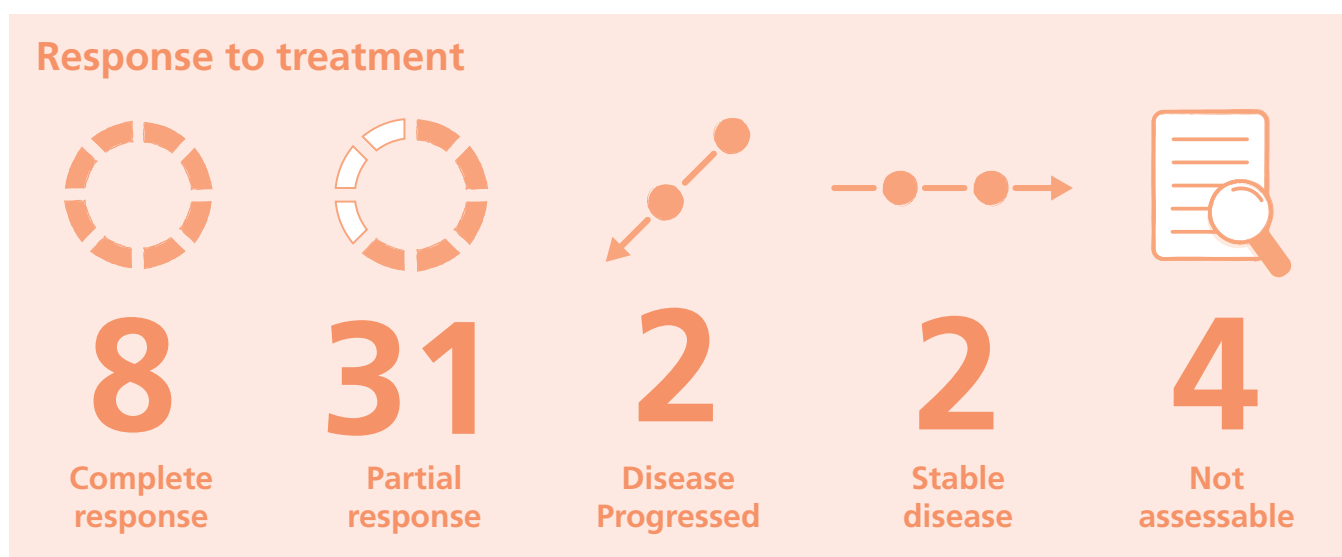 Response to treatment
8
31
2
2
4
Complete
response
Partial
response
Disease
Progressed
Stable
disease
Not
assessable